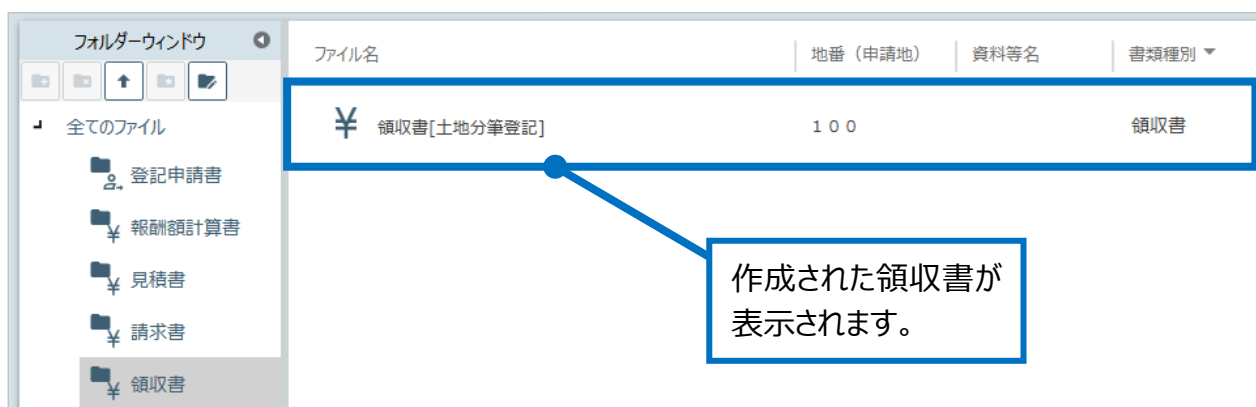 フォルダーウィンドウ
ファイル名
地番（申請地）
資料等名
書類種別
全てのファイル
¥ 領収書[土地分筆登記]
１００
領収書
登記申請書
¥ 報酬額計算書
¥ 見積書
¥ 請求書
¥ 領収書
作成された領収書が
表示されます。